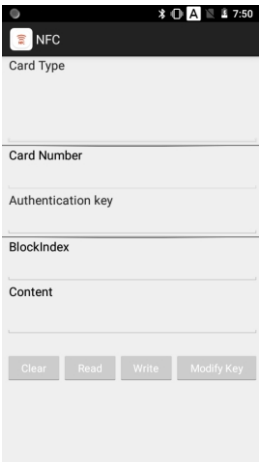 A 7:50
NFC
Card Type
Card Number
Authentication key
BlockIndex
Content
Clear Read Write Modify Key